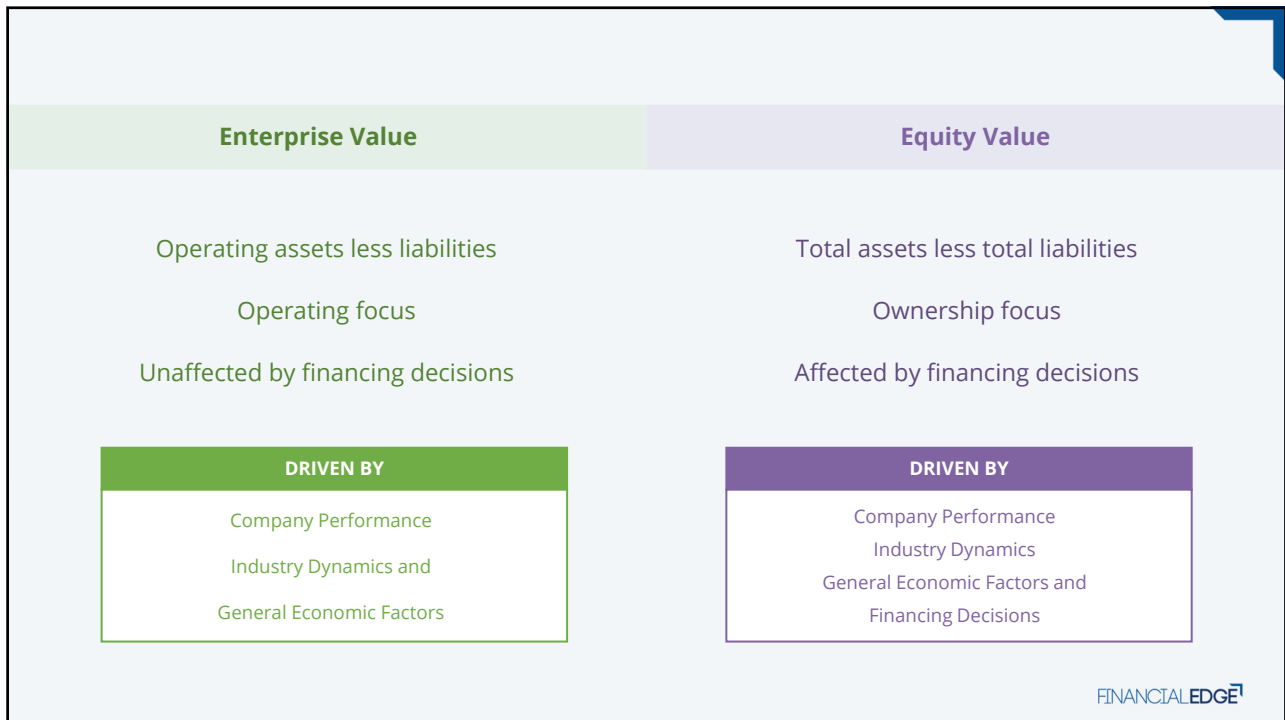 Enterprise Value
Operating assets less liabilities
Operating focus
Unaffected by financing decisions
DRIVEN BY
Company Performance
Industry Dynamics and
General Economic Factors
Equity Value
Total assets less total liabilities
Ownership focus
Affected by financing decisions
DRIVEN BY
Company Performance
Industry Dynamics
General Economic Factors and
Financing Decisions
FINANCIALEDGE